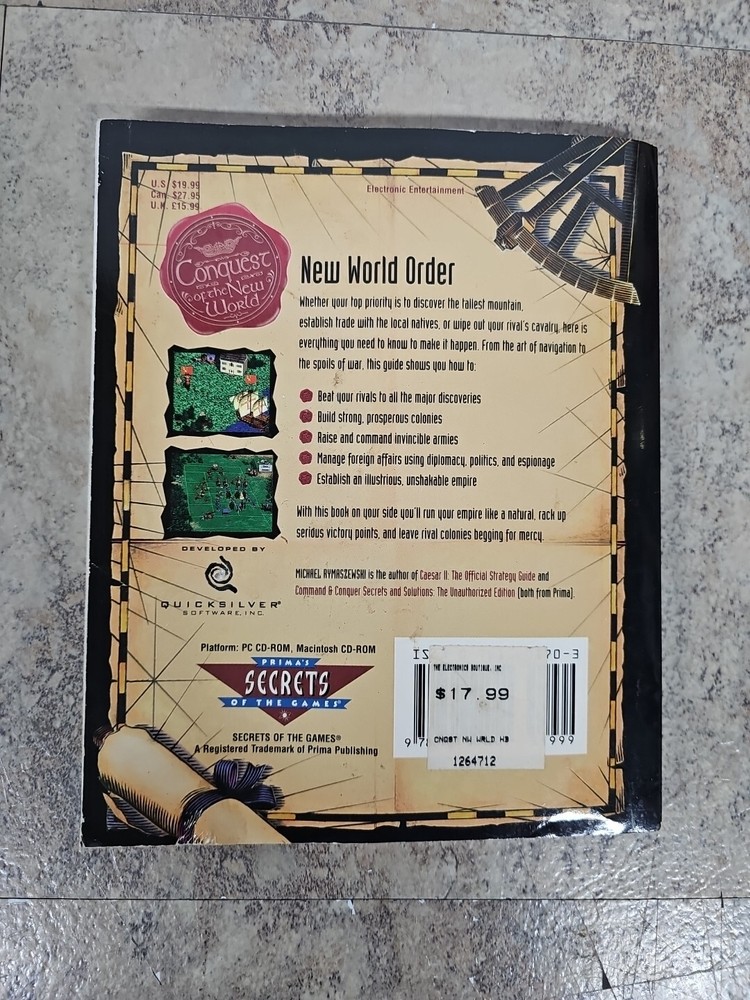 U.S. $19.99
Can. $27.95
U.K. £15.99
Electronic Entertainment
Conquest
of the New
World
New World Order
Whether your top priority is to discover the tallest mountain,
establish trade with the local natives, or wipe out your rival's cavalry, here is
everything you need to know to make it happen. From the art of navigation to
the spoils of war, this guide shows you how to:
Beat your rivals to all the major discoveries
Build strong, prosperous colonies
Raise and command invincible armies
Manage foreign affairs using diplomacy, politics, and espionage
Establish an illustrious, unshakable empire
With this book on your side you'll run your empire like a natural, rack up
serious victory points, and leave rival colonies begging for mercy.
DEVELOPED BY
QUICKSILVER®
SOFTWARE, INC.
MICHAEL RYMASZEWSKI is the author of Caesar II: The Official Strategy Guide and
Command & Conquer Secrets and Solutions: The Unauthorized Edition (both from Prima).
Platform: PC CD-ROM, Macintosh CD-ROM
PRIMA'S
SECRETS
OF THE GAMES®
SECRETS OF THE GAMES®
A Registered Trademark of Prima Publishing
IS 70-3
THE ELECTRONICS BOUTIQUE, INC
$17.99
CNQST NW WRLD W3
1264712
9 78 999